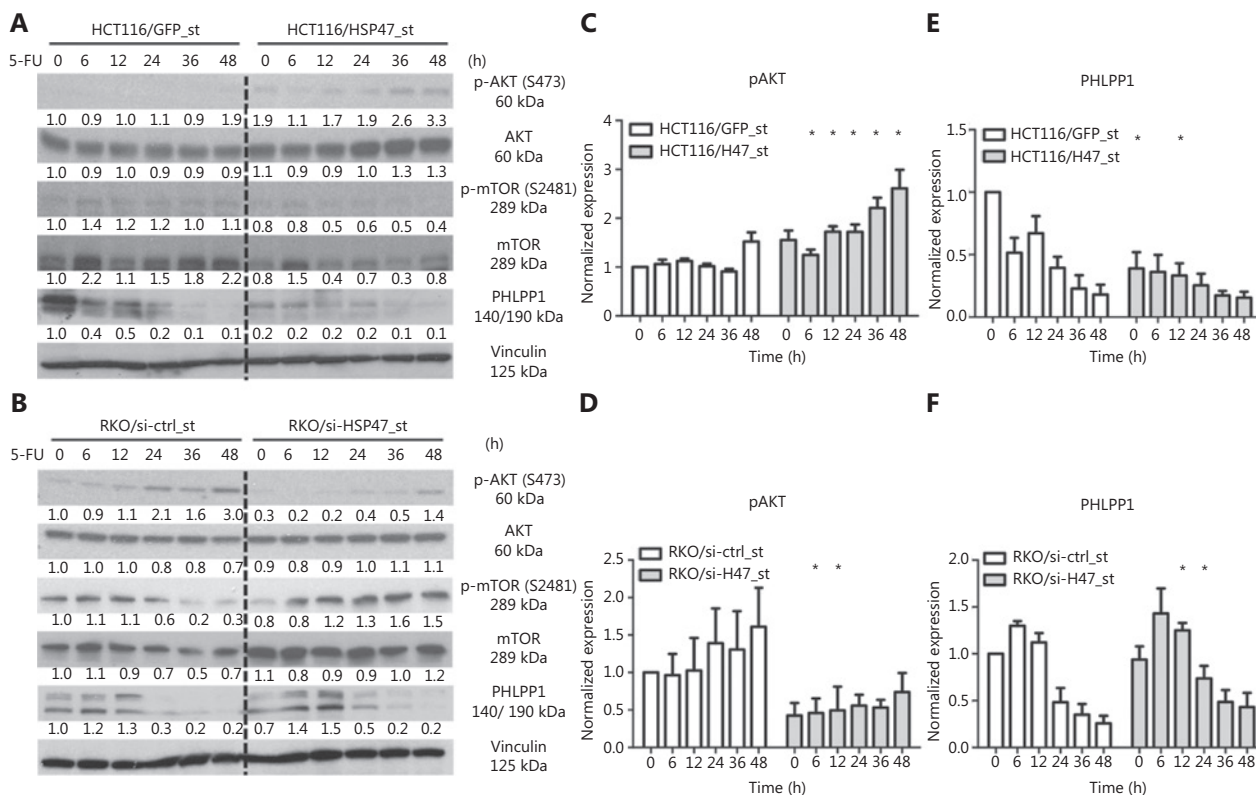 A
HCT116/GFP_st HCT116/HSP47_st
5-FU 0 6 12 24 36 48 0 6 12 24 36 48 (h)
p-AKT (S473)
60 kDa
1.0 0.9 1.0 1.1 0.9 1.9 1.9 1.1 1.7 1.9 2.6 3.3
AKT
60 kDa
1.0 0.9 0.9 0.9 0.9 0.9 1.1 0.9 0.9 1.0 1.3 1.3
p-mTOR (S2481)
289 kDa
1.0 1.4 1.2 1.2 1.0 1.1 0.8 0.8 0.5 0.6 0.5 0.4
mTOR
289 kDa
1.0 2.2 1.1 1.5 1.8 2.2 0.8 1.5 0.4 0.7 0.3 0.8
PHLPP1
140/190 kDa
1.0 0.4 0.5 0.2 0.1 0.1 0.2 0.2 0.2 0.2 0.1 0.1
Vinculin
125 kDa
B
RKO/si-ctrl_st RKO/si-HSP47_st
5-FU 0 6 12 24 36 48 0 6 12 24 36 48 (h)
p-AKT (S473)
60 kDa
1.0 0.9 1.1 2.1 1.6 3.0 0.3 0.2 0.2 0.4 0.5 1.4
AKT
60 kDa
1.0 1.0 1.0 0.8 0.8 0.7 0.9 0.8 0.9 1.0 1.1 1.1
p-mTOR (S2481)
289 kDa
1.0 1.1 1.1 0.6 0.2 0.3 0.8 0.8 1.2 1.3 1.6 1.5
mTOR
289 kDa
1.0 1.1 0.9 0.7 0.5 0.7 1.1 0.8 0.9 0.9 1.0 1.2
PHLPP1
140/ 190 kDa
1.0 1.2 1.3 0.3 0.2 0.2 0.7 1.4 1.5 0.5 0.2 0.2
Vinculin
125 kDa
C
pAKT
HCT116/GFP_st
HCT116/H47_st
* * * * *
Normalized expression
4
3
2
1
0
0 6 12 24 36 48 0 6 12 24 36 48
Time (h)
D
pAKT
RKO/si-ctrl_st
RKO/si-H47_st
* *
Normalized expression
2.5
2.0
1.5
1.0
0.5
0.0
0 6 12 24 36 48 0 6 12 24 36 48
Time (h)
E
PHLPP1
HCT116/GFP_st
HCT116/H47_st
* *
Normalized expression
1.5
1.0
0.5
0.0
0 6 12 24 36 48 0 6 12 24 36 48
Time (h)
F
PHLPP1
RKO/si-ctrl_st
RKO/si-H47_st
* *
Normalized expression
2.0
1.5
1.0
0.5
0.0
0 6 12 24 36 48 0 6 12 24 36 48
Time (h)